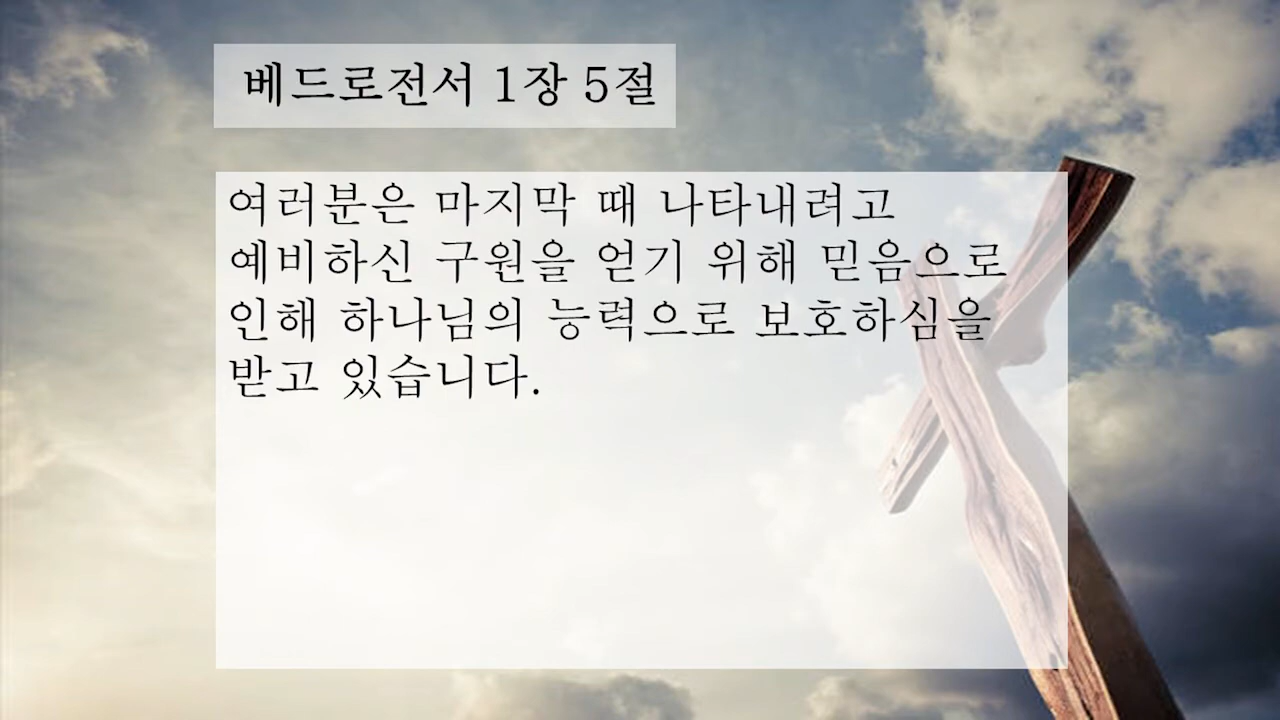 베드로전서 1장 5절
여러분은 마지막 때 나타내려고
예비하신 구원을 얻기 위해 믿음으로
인해 하나님의 능력으로 보호하심을
받고 있습니다.